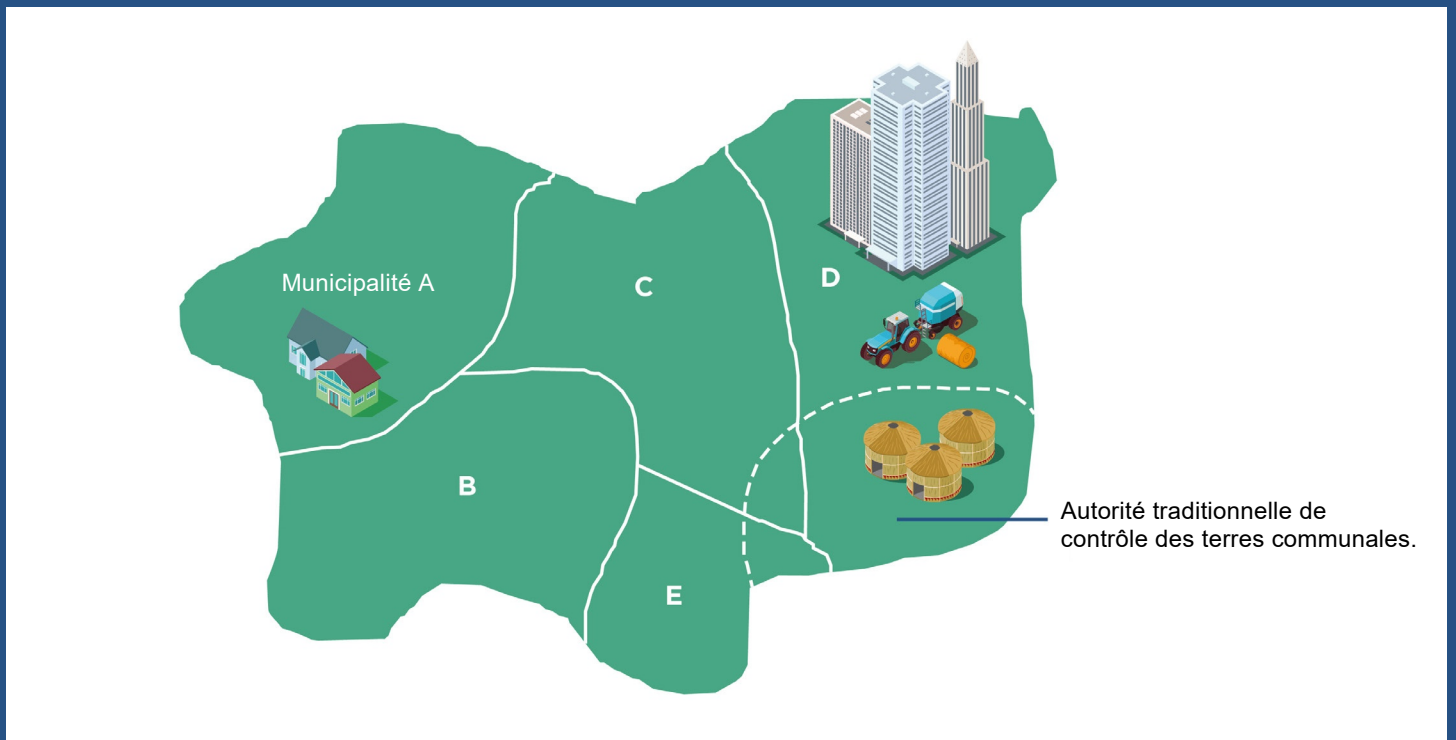 Municipalité A
C
D
B
E
Autorité traditionnelle de
contrôle des terres communales.